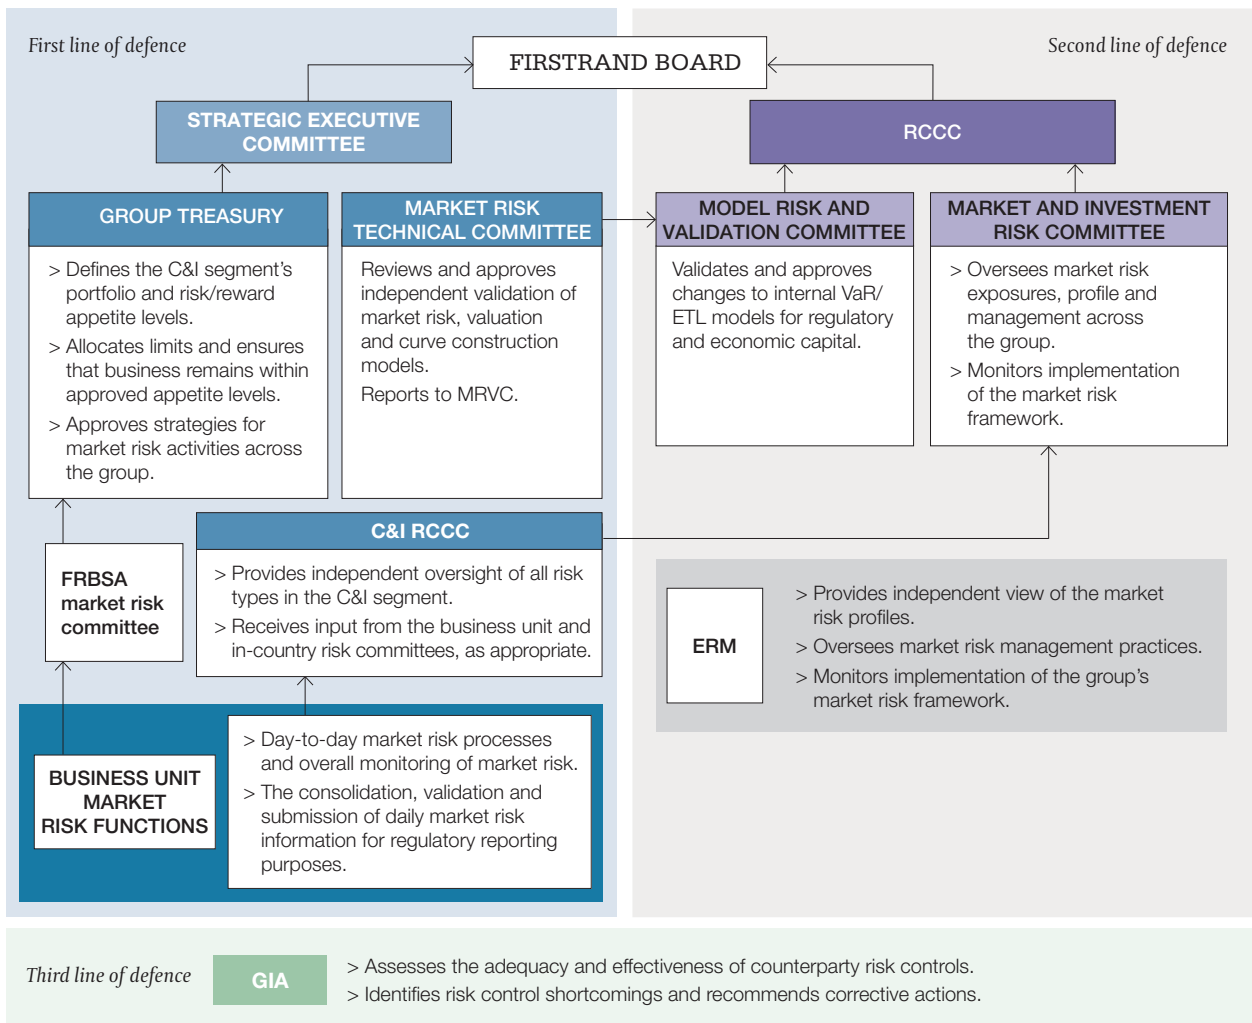 First line of defence
Second line of defence
FIRSTRAND BOARD
STRATEGIC EXECUTIVE
COMMITTEE
RCCC
GROUP TREASURY
> Defines the C&I segment's
portfolio and risk/reward
appetite levels.
> Allocates limits and ensures
that business remains within
approved appetite levels.
> Approves strategies for
market risk activities across
the group.
MARKET RISK
TECHNICAL COMMITTEE
Reviews and approves
independent validation of
market risk, valuation
and curve construction
models.
Reports to MRVC.
MODEL RISK AND
VALIDATION COMMITTEE
Validates and approves
changes to internal VaR/
ETL models for regulatory
and economic capital.
MARKET AND INVESTMENT
RISK COMMITTEE
> Oversees market risk
exposures, profile and
management across
the group.
> Monitors implementation
of the market risk
framework.
FRBSA
market risk
committee
C&I RCCC
> Provides independent oversight of all risk
types in the C&I segment.
> Receives input from the business unit and
in-country risk committees, as appropriate.
ERM
> Provides independent view of the market
risk profiles.
> Oversees market risk management practices.
> Monitors implementation of the group's
market risk framework.
BUSINESS UNIT
MARKET
RISK FUNCTIONS
> Day-to-day market risk processes
and overall monitoring of market risk.
> The consolidation, validation and
submission of daily market risk
information for regulatory reporting
purposes.
Third line of defence
GIA
> Assesses the adequacy and effectiveness of counterparty risk controls.
> Identifies risk control shortcomings and recommends corrective actions.